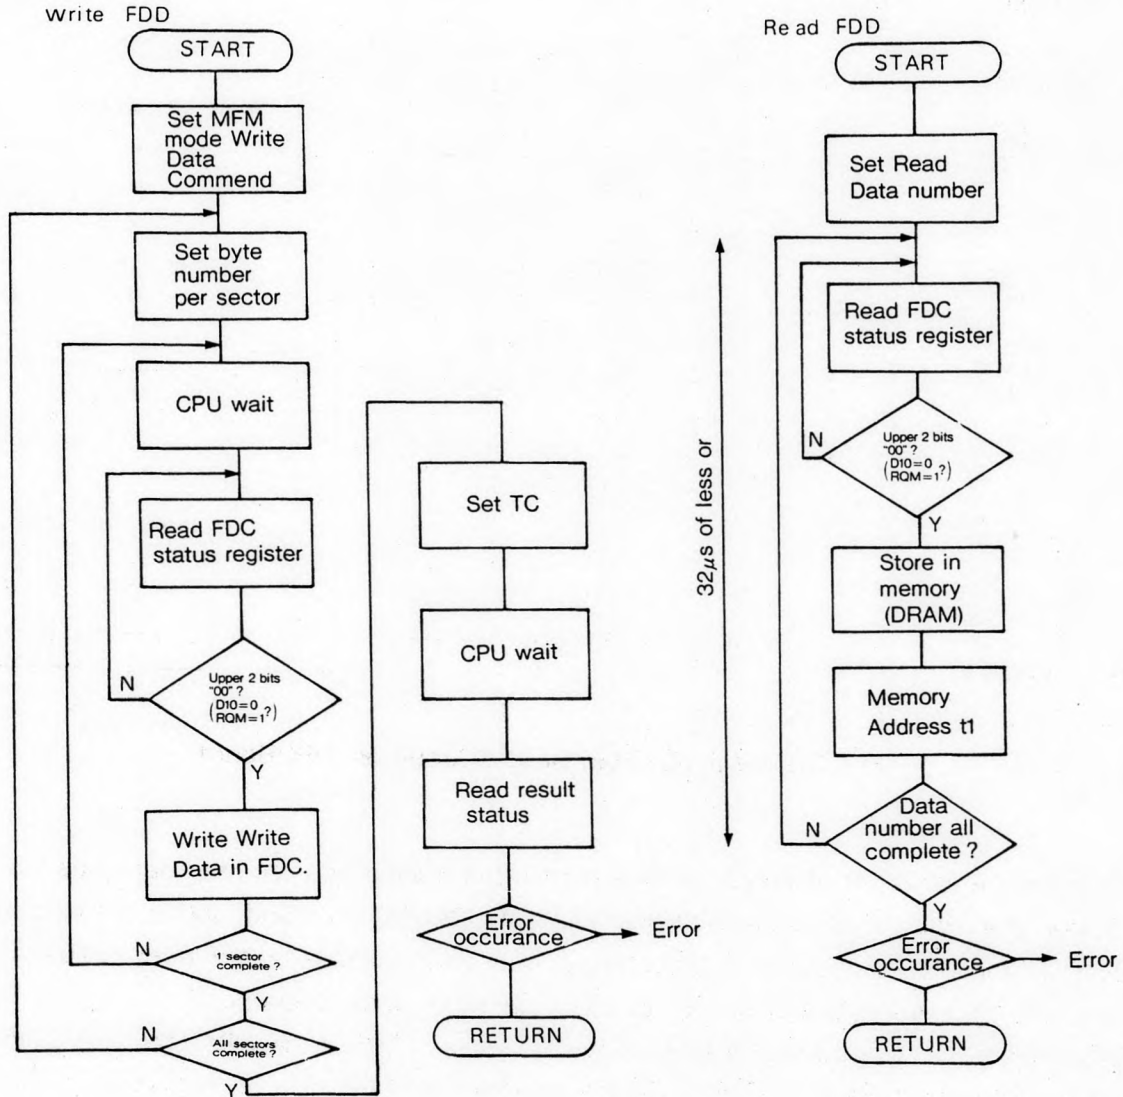 Write FDD
START
Set MFM
mode Write
Data
Commend
Set byte
number
per sector
CPU wait
Read FDC
status register
N
Upper 2 bits
"00" ?
(D10=0
RQM=1?)
Y
Write Write
Data in FDC.
N
1 sector
complete ?
Y
N
All sectors
complete ?
Y
Set TC
CPU wait
Read result
status
Error
occurance
Error
RETURN
Read FDD
START
Set Read
Data number
32µs of less or
Read FDC
status register
N
Upper 2 bits
"00" ?
(D10=0
RQM=1?)
Y
Store in
memory
(DRAM)
Memory
Address t1
N
Data
number all
complete ?
Y
Error
occurance
Error
RETURN